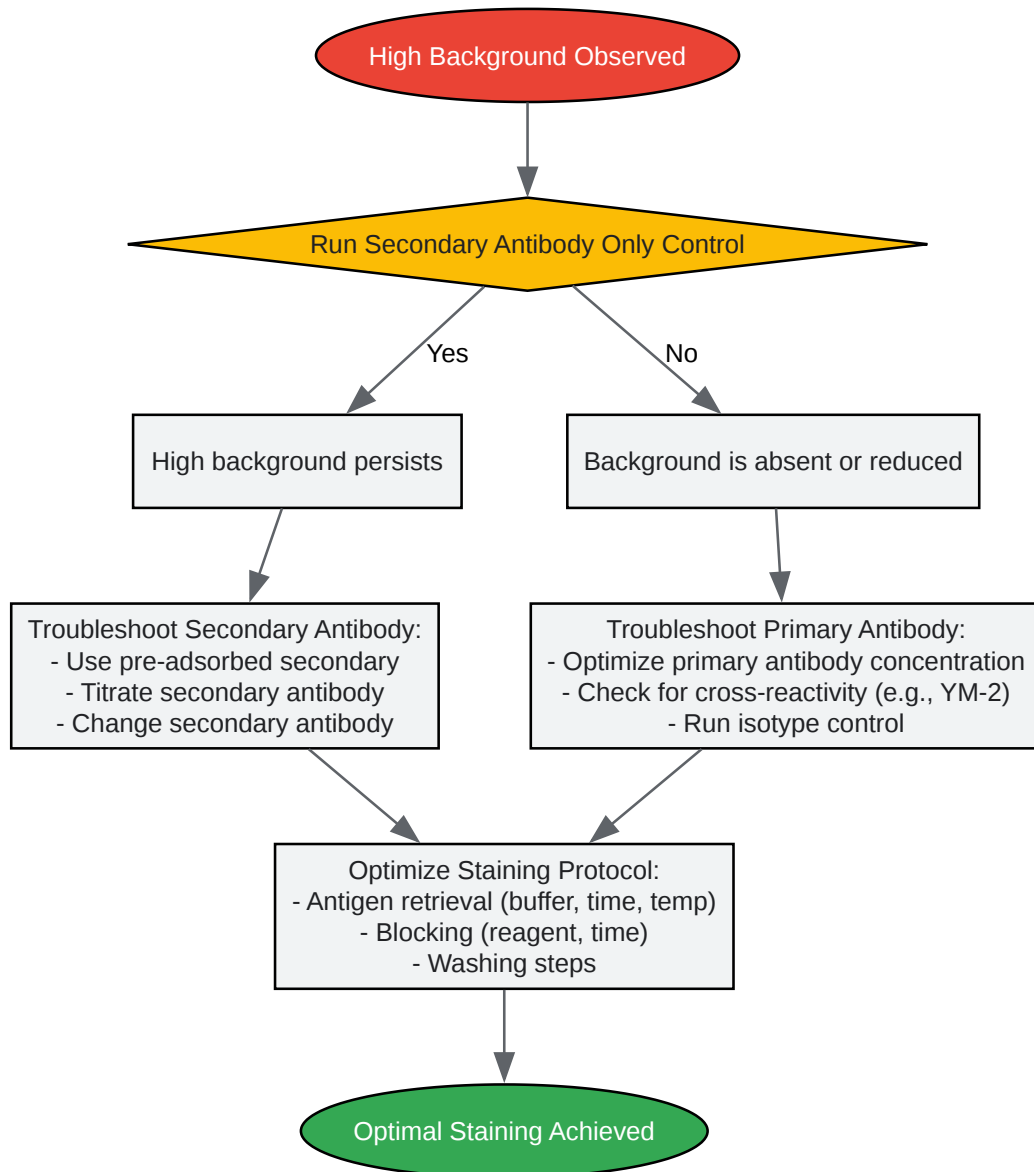 High Background Observed
Run Secondary Antibody Only Control
Yes
No
High background persists
Background is absent or reduced
Troubleshoot Secondary Antibody:
- Use pre-adsorbed secondary
- Titrate secondary antibody
- Change secondary antibody
Troubleshoot Primary Antibody:
- Optimize primary antibody concentration
- Check for cross-reactivity (e.g., YM-2)
- Run isotype control
Optimize Staining Protocol:
- Antigen retrieval (buffer, time, temp)
- Blocking (reagent, time)
- Washing steps
Optimal Staining Achieved